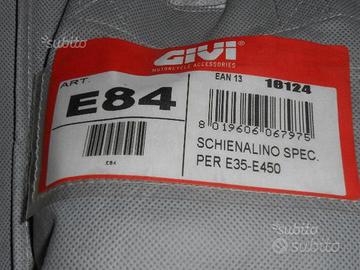 subito
GIVI
MOTORCYCLE ACCESSORIES
ART.
E84
E84
EAN 13
18124
8 019606 067975
SCHIENALINO SPEC.
PER E35-E450
subito